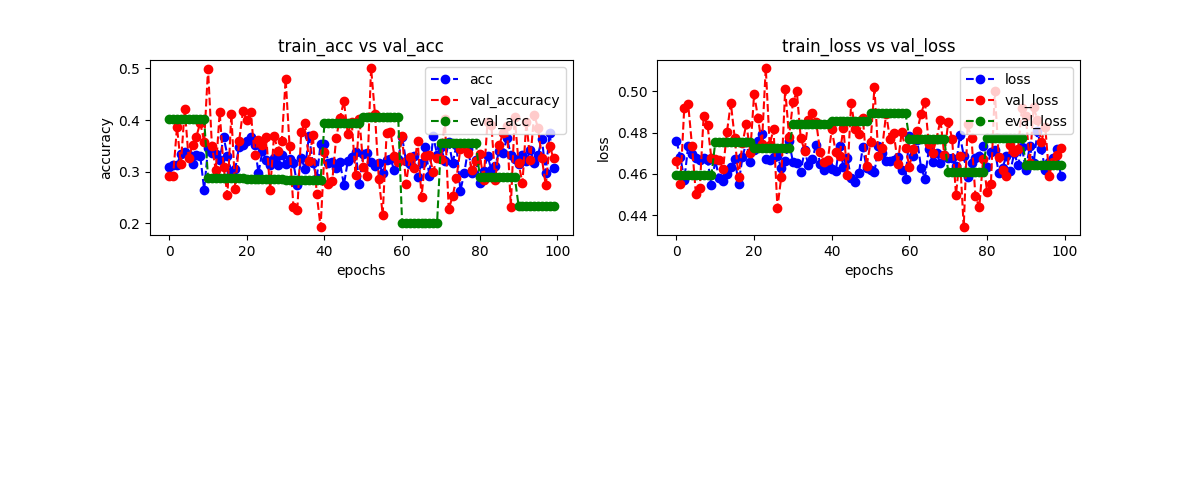 train_acc vs val_acc
accuracy
0.5
0.4
0.3
0.2
acc
val_accuracy
eval_acc
0
20
40
60
80
100
epochs
train_loss vs val_loss
loss
0.50
0.48
0.46
0.44
loss
val_loss
eval_loss
0
20
40
60
80
100
epochs